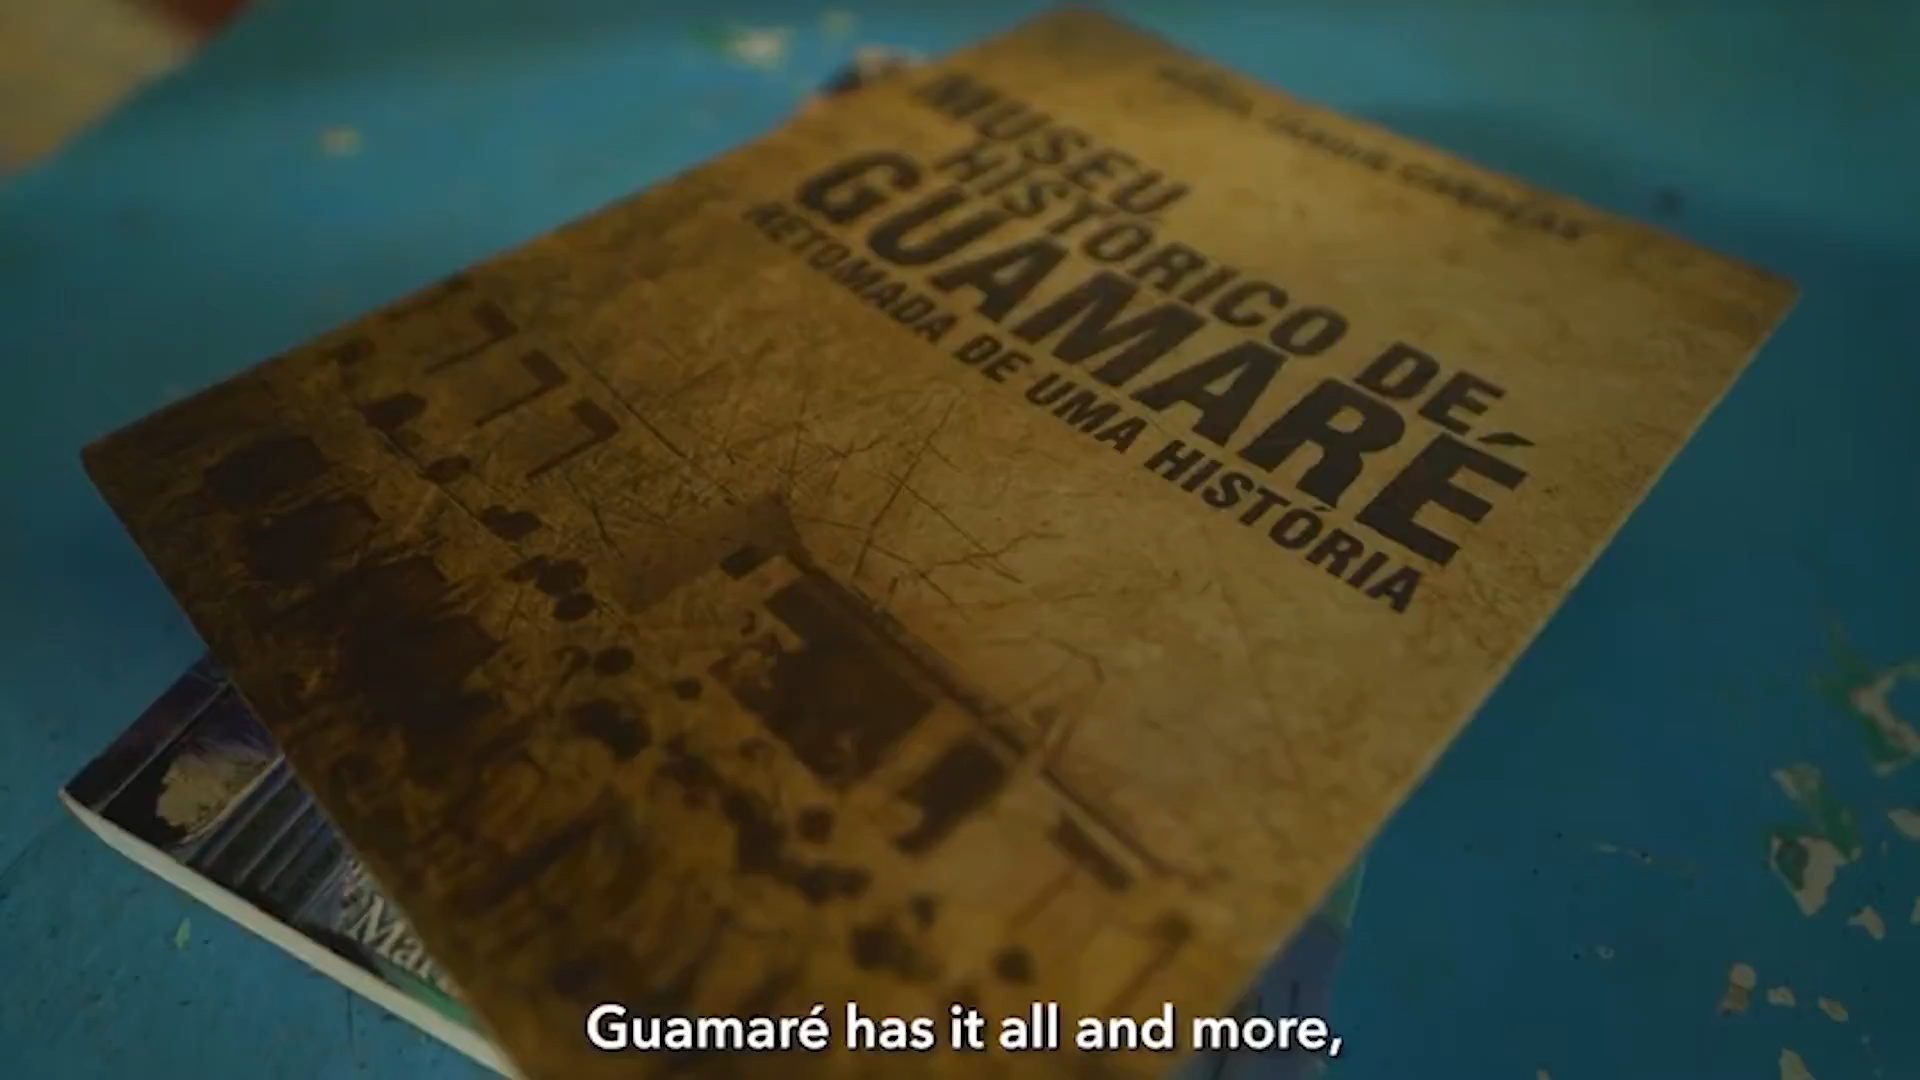 MUSEU
HISTÓRICO DE
GUAMARÉ
RETOMADA DE UMA HISTÓRIA
Guamaré has it all and more,